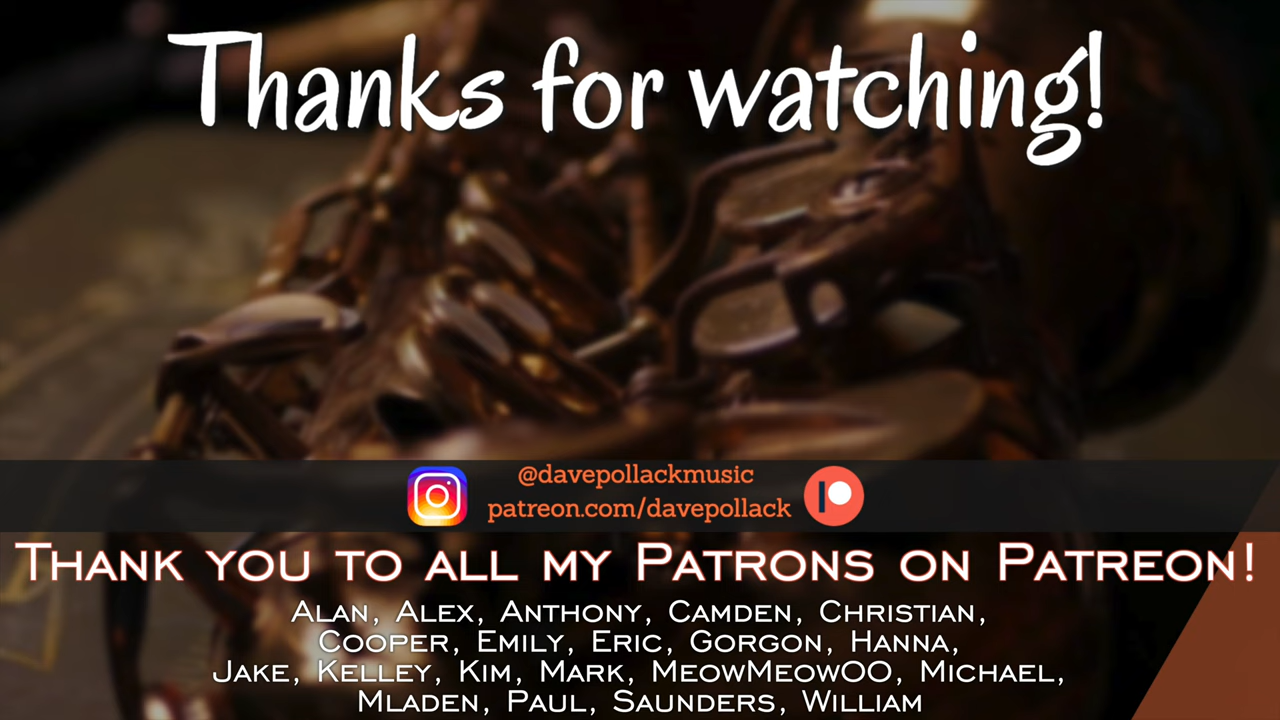 Thanks for watching!
@davepollackmusic
patreon.com/davepollack
Thank you to all my Patrons on Patreon!
Alan, Alex, Anthony, Camden, Christian,
Cooper, Emily, Eric, Gorgon, Hanna,
Jake, Kelley, Kim, Mark, MeowMeowOO, Michael,
Mladen, Paul, Saunders, William